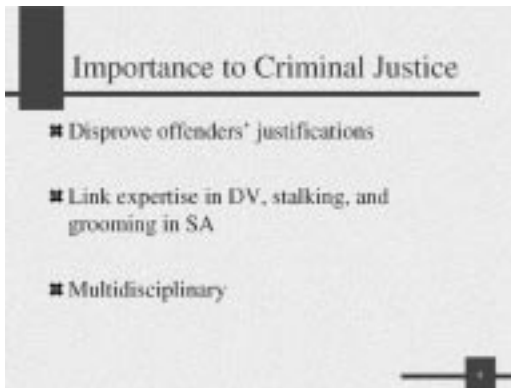 Importance to Criminal Justice
Disprove offenders' justifications
Link expertise in DV, stalking, and
grooming in SA
Multidisciplinary